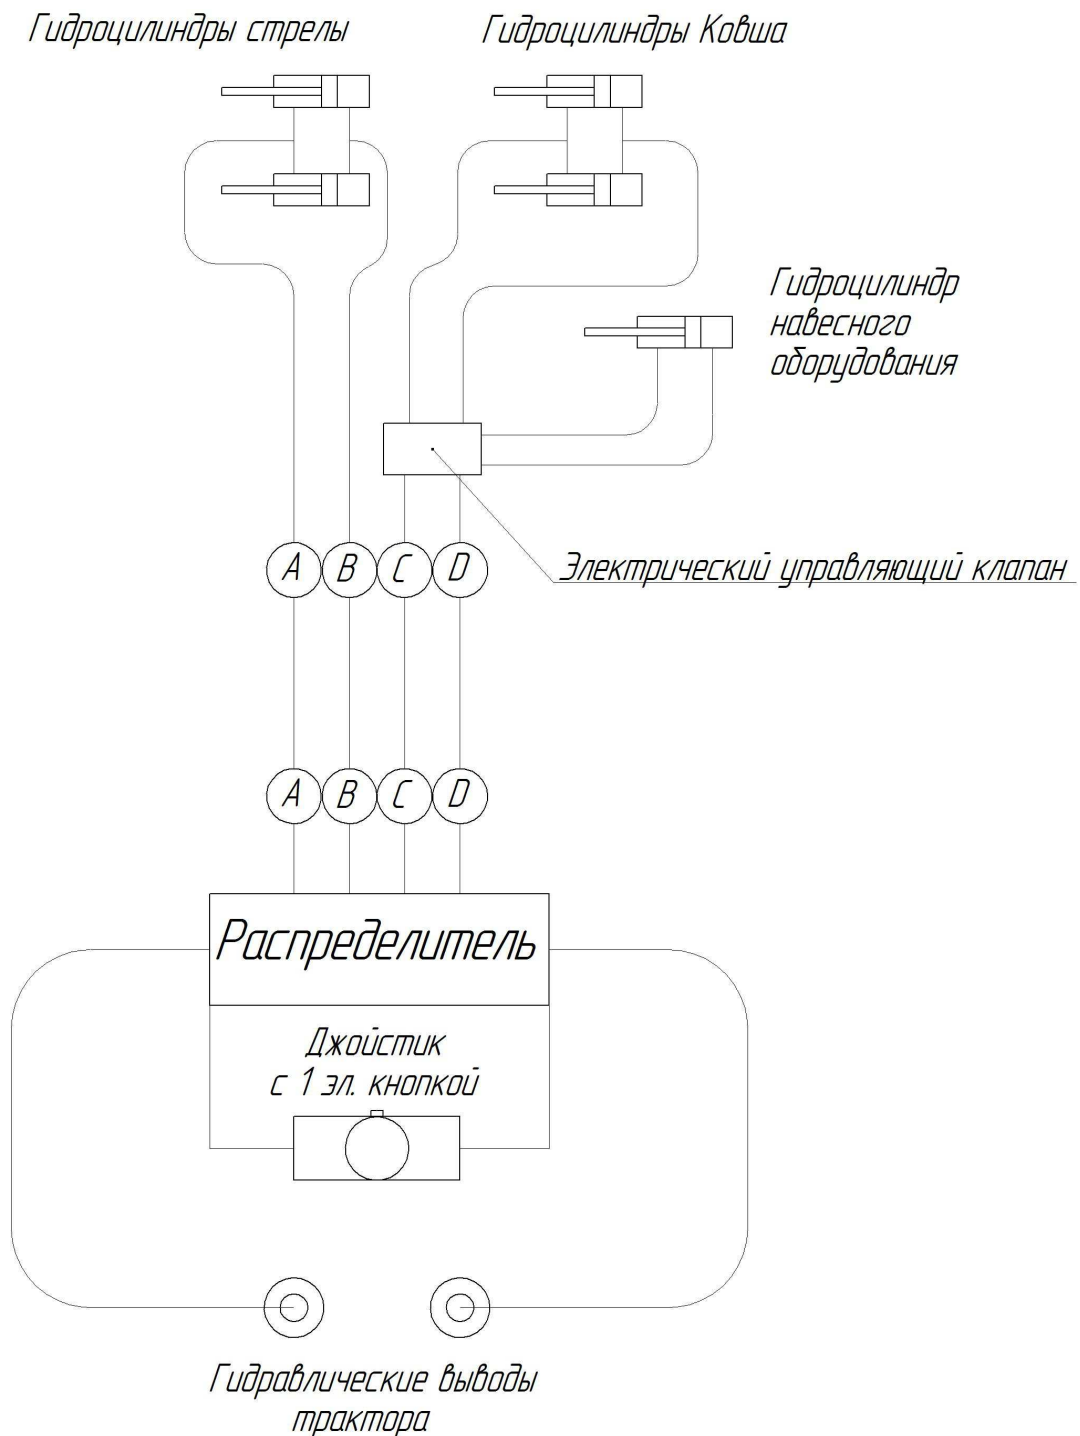 Гидроцилиндры стрелы
Гидроцилиндры Ковша
Гидроцилиндр
навесного
оборудования
A B C D
Электрический управляющий клапан
A B C D
Распределитель
Джойстик
с 1 эл. кнопкой
Гидравлические выводы
трактора